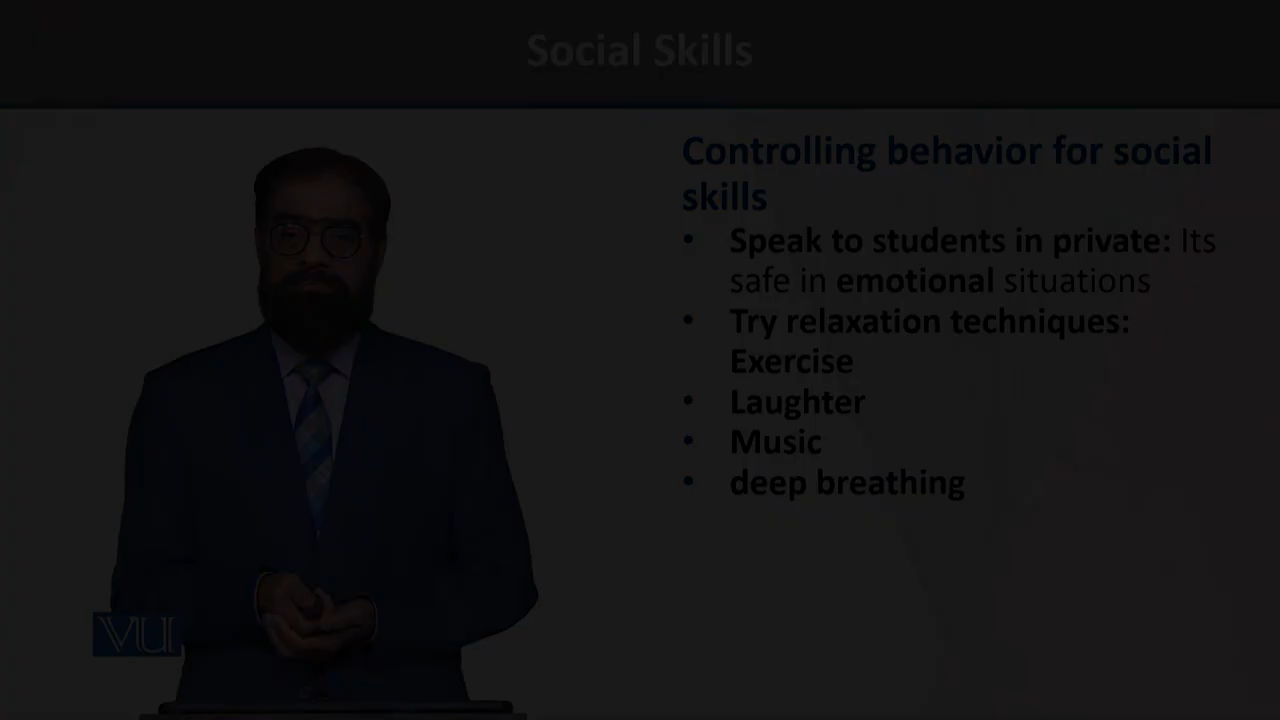 Social Skills
Controlling behavior for social
skills
• Speak to students in private: Its
safe in emotional situations
• Try relaxation techniques:
Exercise
• Laughter
• Music
• deep breathing
VU